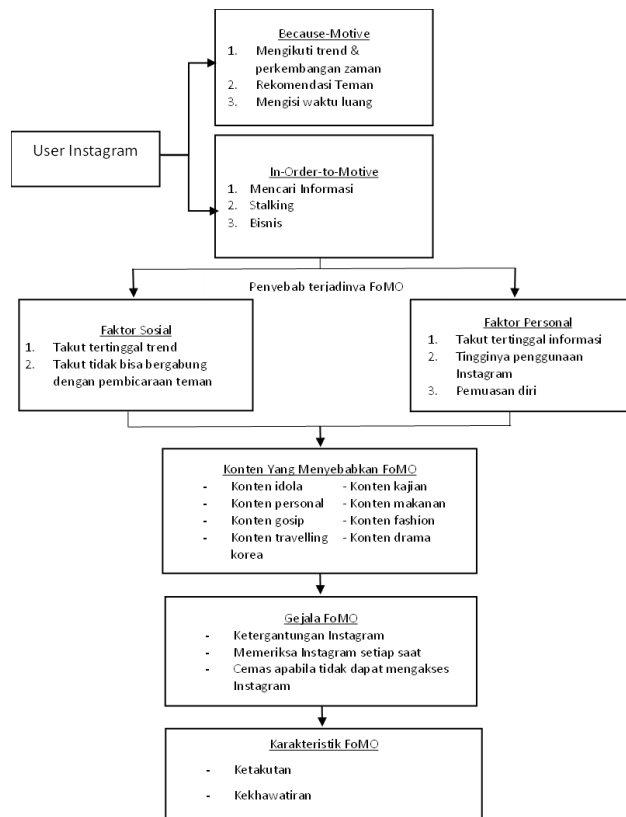 Because-Motive
1. Mengikuti trend &
perkembangan zaman
2. Rekomendasi Teman
3. Mengisi waktu luang
User Instagram
In-Order-to-Motive
1. Mencari Informasi
2. Stalking
3. Bisnis
Penyebab terjadinya FoMO
Faktor Sosial
1. Takut tertinggal trend
2. Takut tidak bisa bergabung
dengan pembicaraan teman
Faktor Personal
1. Takut tertinggal informasi
2. Tingginya penggunaan
Instagram
3. Pemuasan diri
Konten Yang Menyebabkan FoMO
- Konten idola - Konten kajian
- Konten personal - Konten makanan
- Konten gosip - Konten fashion
- Konten travelling - Konten drama
korea
Gejala FoMO
- Ketergantungan Instagram
- Memeriksa Instagram setiap saat
- Cemas apabila tidak dapat mengakses
Instagram
Karakteristik FoMO
- Ketakutan
- Kekhawatiran